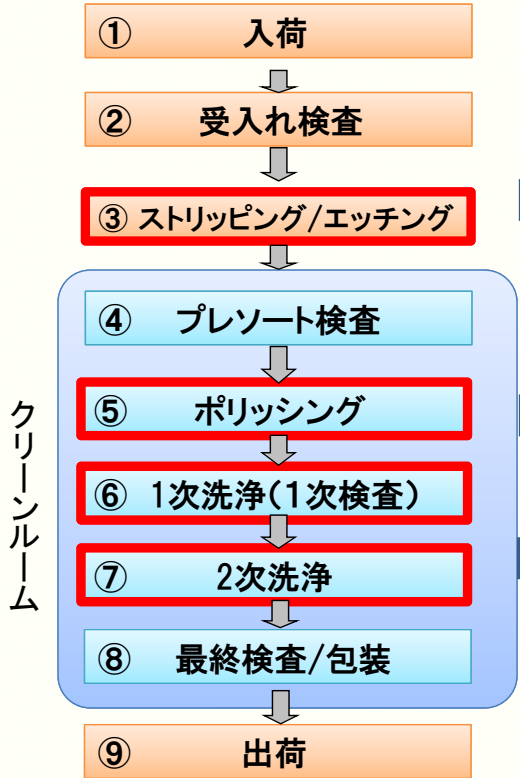 ① 入荷
② 受入れ検査
③ ストリッピング/エッチング
クリーンルーム
④ プレソート検査
⑤ ポリッシング
⑥ 1次洗浄(1次検査)
⑦ 2次洗浄
⑧ 最終検査/包装
⑨ 出荷